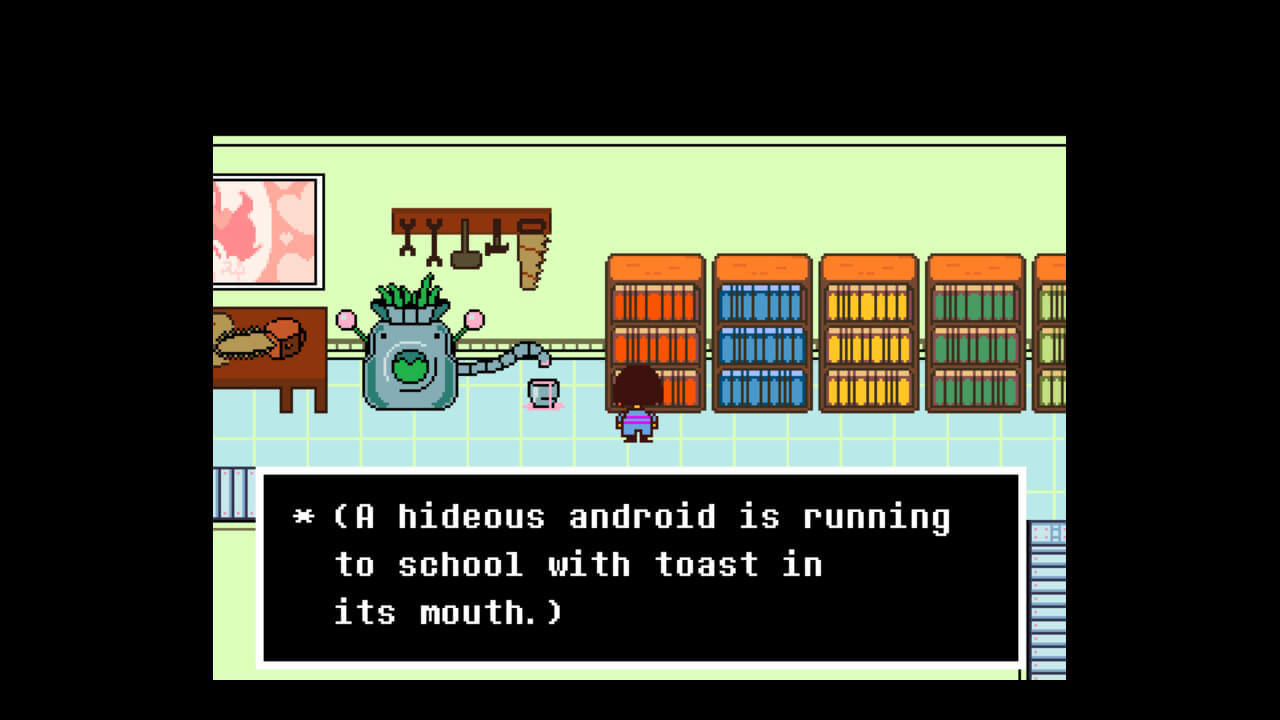 * (A hideous android is running
to school with toast in
its mouth.)